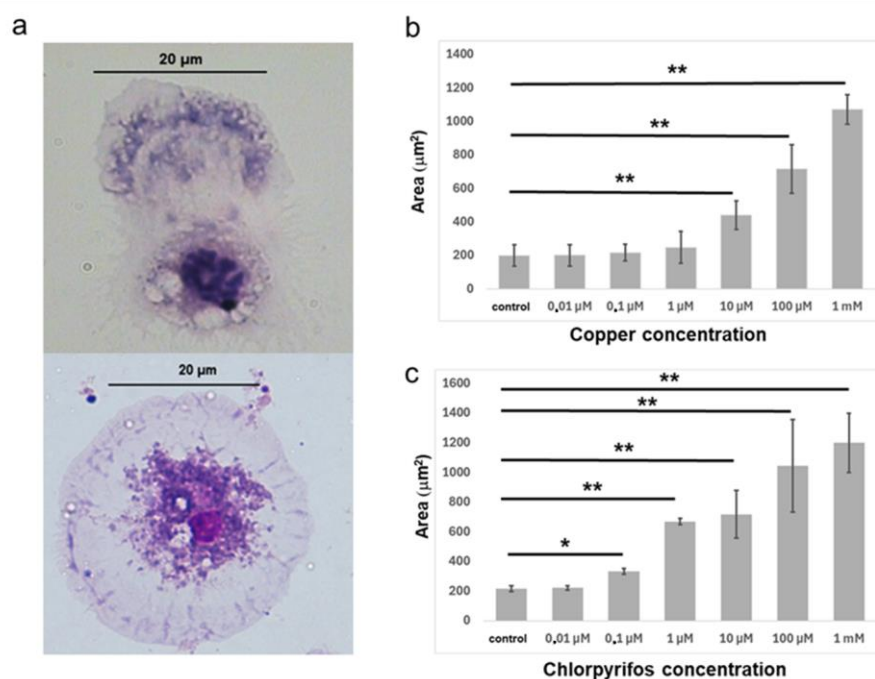 a
20 μm
20 μm
b
1400
1200
1000
800
600
400
200
0
Area (μm²)
**
**
**
control 0.01 μM 0.1 μM 1 μM 10 μM 100 μM 1 mM
Copper concentration
c
1600
1400
1200
1000
800
600
400
200
0
Area (μm²)
**
**
**
**
*
control 0.01 μM 0.1 μM 1 μM 10 μM 100 μM 1 mM
Chlorpyrifos concentration